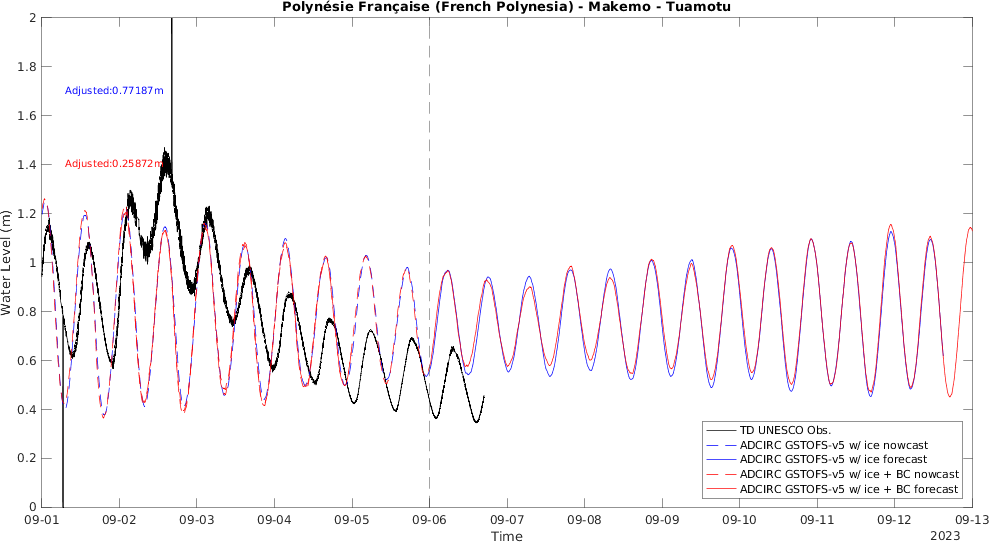 Polynésie Française (French Polynesia) - Makemo - Tuamotu
2
1.8
1.6
1.4
1.2
1
0.8
0.6
0.4
0.2
0
Water Level (m)
Adjusted:0.77187m
Adjusted:0.25872m
TD UNESCO Obs.
ADCIRC GSTOFS-v5 w/ ice nowcast
ADCIRC GSTOFS-v5 w/ ice forecast
ADCIRC GSTOFS-v5 w/ ice + BC nowcast
ADCIRC GSTOFS-v5 w/ ice + BC forecast
09-01 09-02 09-03 09-04 09-05 09-06 09-07 09-08 09-09 09-10 09-11 09-12 09-13
Time
2023